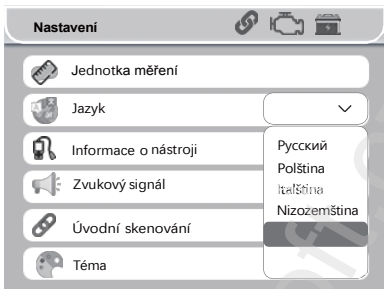 Nastavení
Jednotka měření
Jazyk
Informace o nástroji
Zvukový signál
Úvodní skenování
Téma
Русский
Polština
Italština
Nizozemština